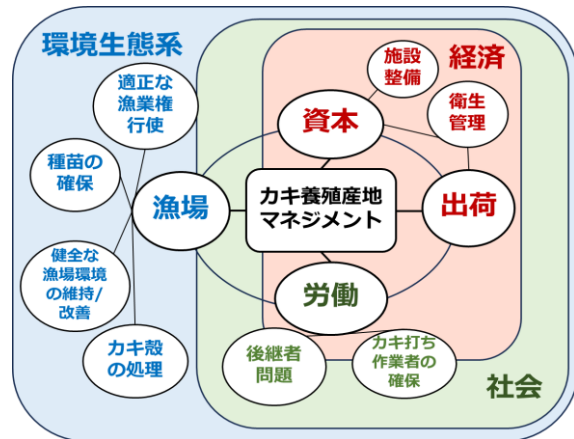 環境生態系
経済
施設
整備
適正な
漁業権
行使
衛生
管理
資本
種苗の
確保
漁場
カキ養殖産地
マネジメント
出荷
健全な
漁場環境
の維持/
改善
労働
カキ殻
の処理
後継者
問題
カキ打ち
作業者の
確保
社会